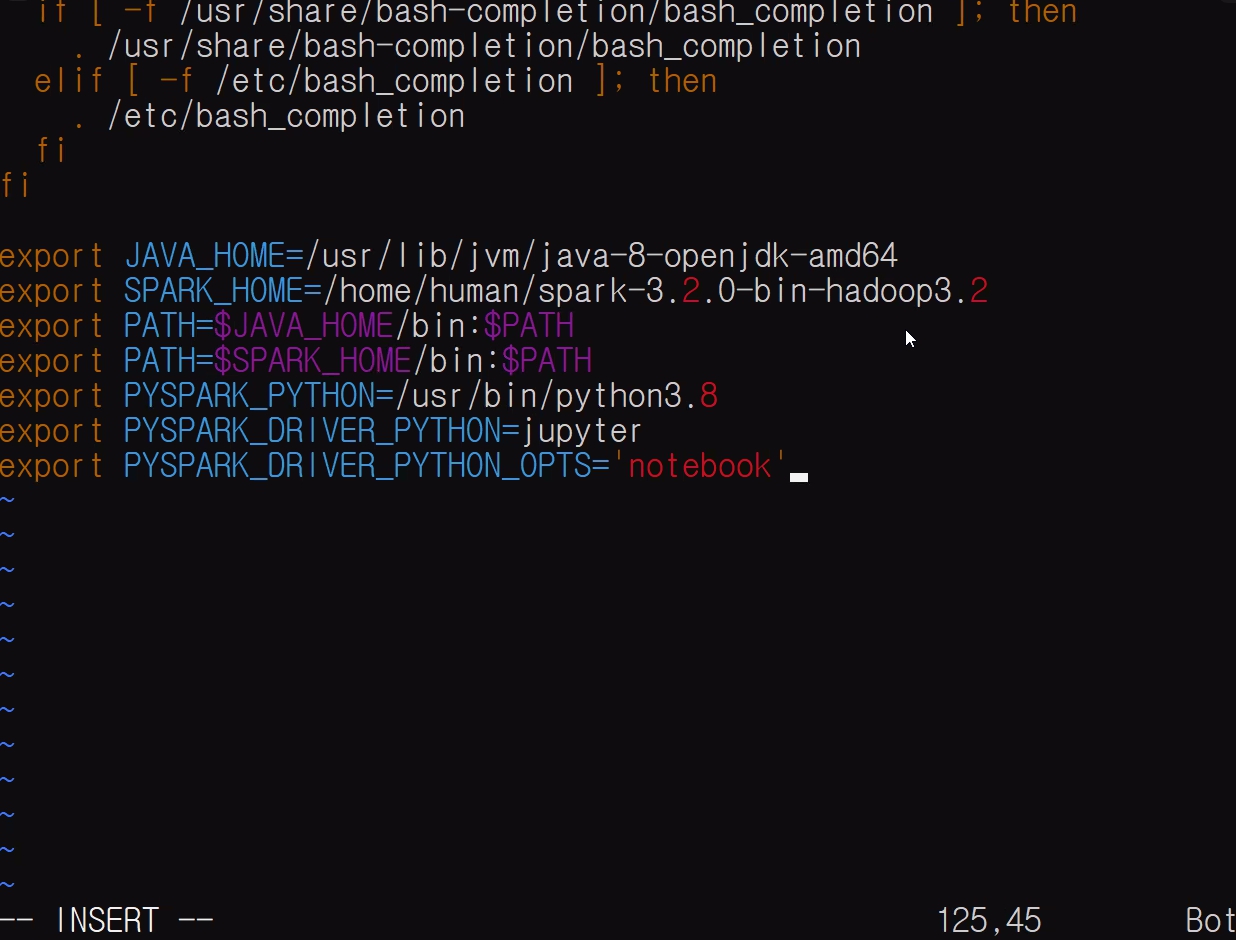 if [ -f /usr/share/bash-completion/bash_completion ]; then
. /usr/share/bash-completion/bash_completion
elif [ -f /etc/bash_completion ]; then
. /etc/bash_completion
fi
fi
export JAVA_HOME=/usr/lib/jvm/java-8-openjdk-amd64
export SPARK_HOME=/home/human/spark-3.2.0-bin-hadoop3.2
export PATH=$JAVA_HOME/bin:$PATH
export PATH=$SPARK_HOME/bin:$PATH
export PYSPARK_PYTHON=/usr/bin/python3.8
export PYSPARK_DRIVER_PYTHON=jupyter
export PYSPARK_DRIVER_PYTHON_OPTS='notebook'
~
~
~
~
~
~
~
~
~
~
~
~
-- INSERT -- 125,45 Bot